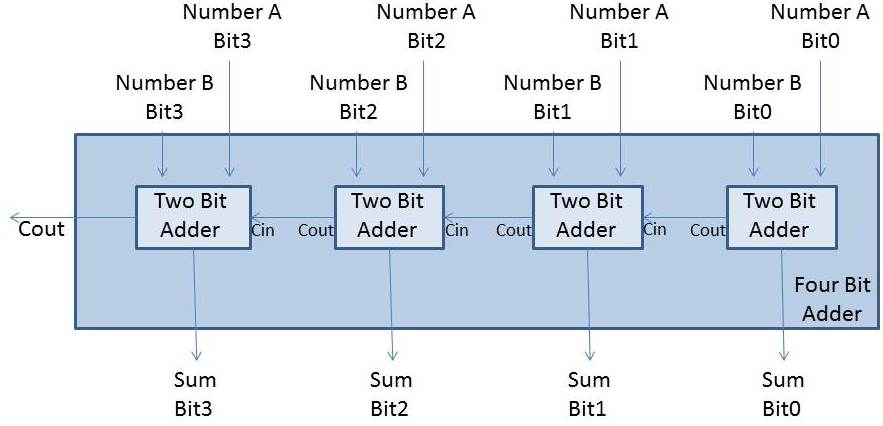 Number A
Bit3
Number A
Bit2
Number A
Bit1
Number A
Bit0
Number B
Bit3
Number B
Bit2
Number B
Bit1
Number B
Bit0
Cout
Two Bit
Adder
Cin
Cout
Two Bit
Adder
Cin
Cout
Two Bit
Adder
Cin
Cout
Two Bit
Adder
Four Bit
Adder
Sum
Bit3
Sum
Bit2
Sum
Bit1
Sum
Bit0